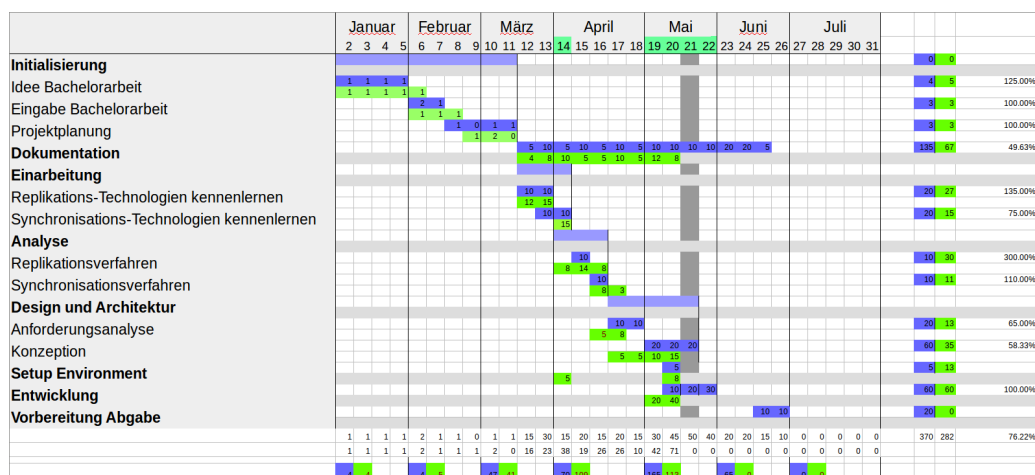 Januar Februar März April Mai Juni Juli
2 3 4 5 6 7 8 9 10 11 12 13 14 15 16 17 18 19 20 21 22 23 24 25 26 27 28 29 30 31
Initialisierung 0 0
Idee Bachelorarbeit 1 1 1 1 4 5 125.00%
1 1 1 1 1
Eingabe Bachelorarbeit 2 1 3 3 100.00%
1 1 1
Projektplanung 1 0 1 1 3 3 100.00%
1 2 0
Dokumentation 5 10 5 10 5 10 5 10 10 10 10 20 20 5 135 67 49.63%
4 8 10 5 5 10 5 12 8
Einarbeitung
Replikations-Technologien kennenlernen 10 10 20 27 135.00%
12 15
Synchronisations-Technologien kennenlernen 10 10 20 15 75.00%
15
Analyse
Replikationsverfahren 10 10 30 300.00%
8 14 8
Synchronisationsverfahren 10 10 11 110.00%
8 3
Design und Architektur
Anforderungsanalyse 10 10 20 13 65.00%
5 8
Konzeption 20 20 20 60 35 58.33%
5 5 10 15
Setup Environment 5 5 13
5 8
Entwicklung 10 20 30 60 60 100.00%
20 40
Vorbereitung Abgabe 10 10 20 0
1 1 1 1 2 1 1 0 1 1 15 30 15 20 15 20 15 30 45 50 40 20 20 15 10 0 0 0 0 0 370 282 76.22%
1 1 1 1 1 1 1 1 2 0 16 23 38 19 26 16 10 42 71 0 0 0 0 0 0 0 0 0 0 0